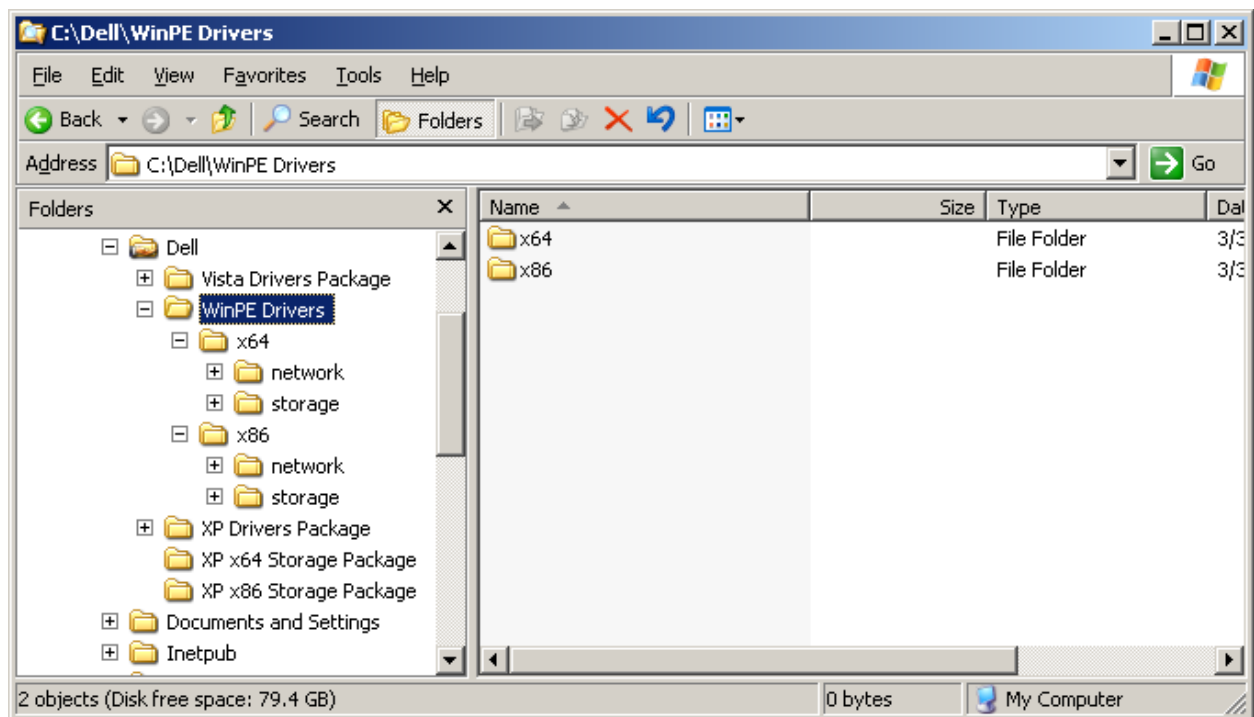 C:\Dell\WinPE Drivers
File Edit View Favorites Tools Help
Back Search Folders
Address C:\Dell\WinPE Drivers Go
Folders
Name Size Type
Dell
Vista Drivers Package
WinPE Drivers
x64
network
storage
x86
network
storage
XP Drivers Package
XP x64 Storage Package
XP x86 Storage Package
Documents and Settings
Inetpub
x64 File Folder
x86 File Folder
2 objects (Disk free space: 79.4 GB) 0 bytes My Computer